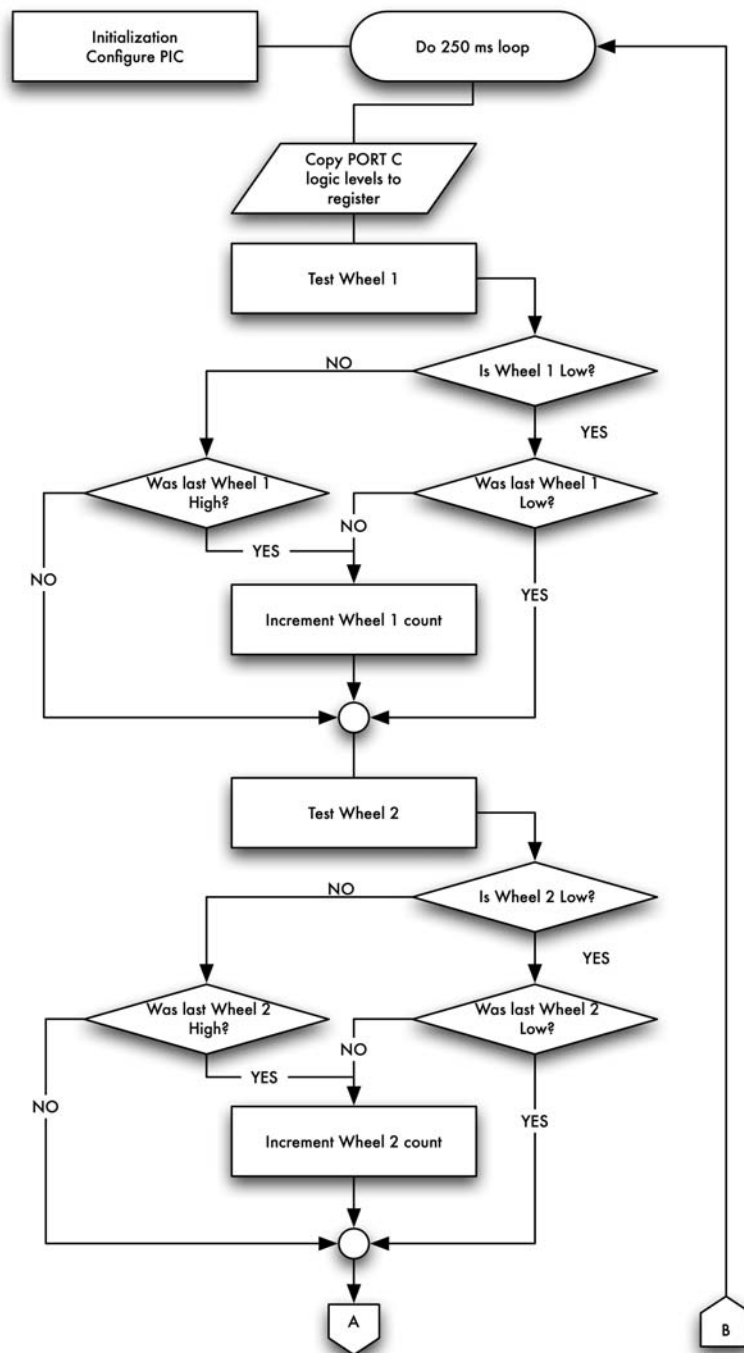 Initialization
Configure PIC
Do 250 ms loop
Copy PORT C
logic levels to
register
Test Wheel 1
Is Wheel 1 Low?
NO
YES
Was last Wheel 1
High?
Was last Wheel 1
Low?
NO
YES
NO
YES
Increment Wheel 1 count
Test Wheel 2
Is Wheel 2 Low?
NO
YES
Was last Wheel 2
High?
Was last Wheel 2
Low?
NO
YES
NO
YES
Increment Wheel 2 count
A
B